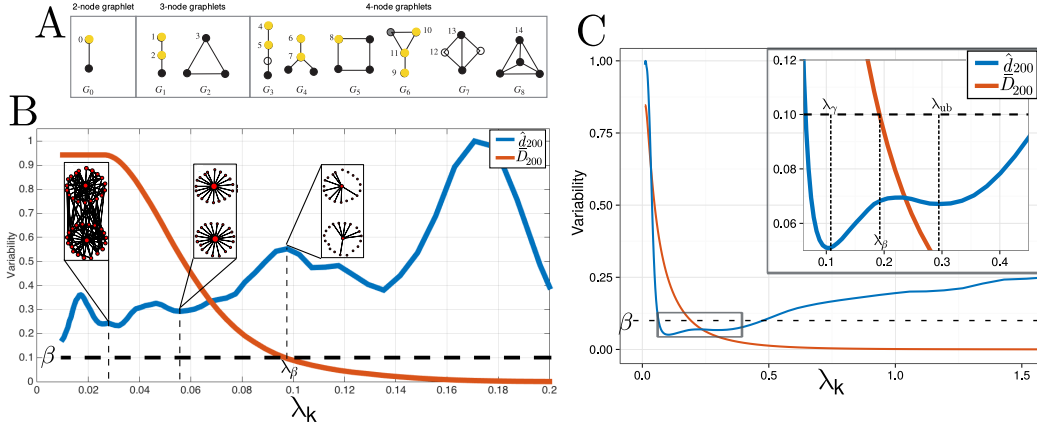 A
2-node graphlet
3-node graphlets
4-node graphlets
0
1
2
3
4
5
6
7
8
9
10
11
12
13
14
G₀
G₁
G₂
G₃
G₄
G₅
G₆
G₇
G₈
B
Variability
1
0.9
0.8
0.7
0.6
0.5
0.4
0.3
0.2
0.1
0
β
d̂₂₀₀
D̄₂₀₀
λβ
0
0.02
0.04
0.06
0.08
0.1
0.12
0.14
0.16
0.18
0.2
λₖ
C
Variability
1.00
0.75
0.50
0.25
0.00
β
0.0
0.5
1.0
1.5
λₖ
d̂₂₀₀
D̄₂₀₀
Variability
0.12
0.10
0.08
0.06
λγ
λub
λβ
0.1
0.2
0.3
0.4